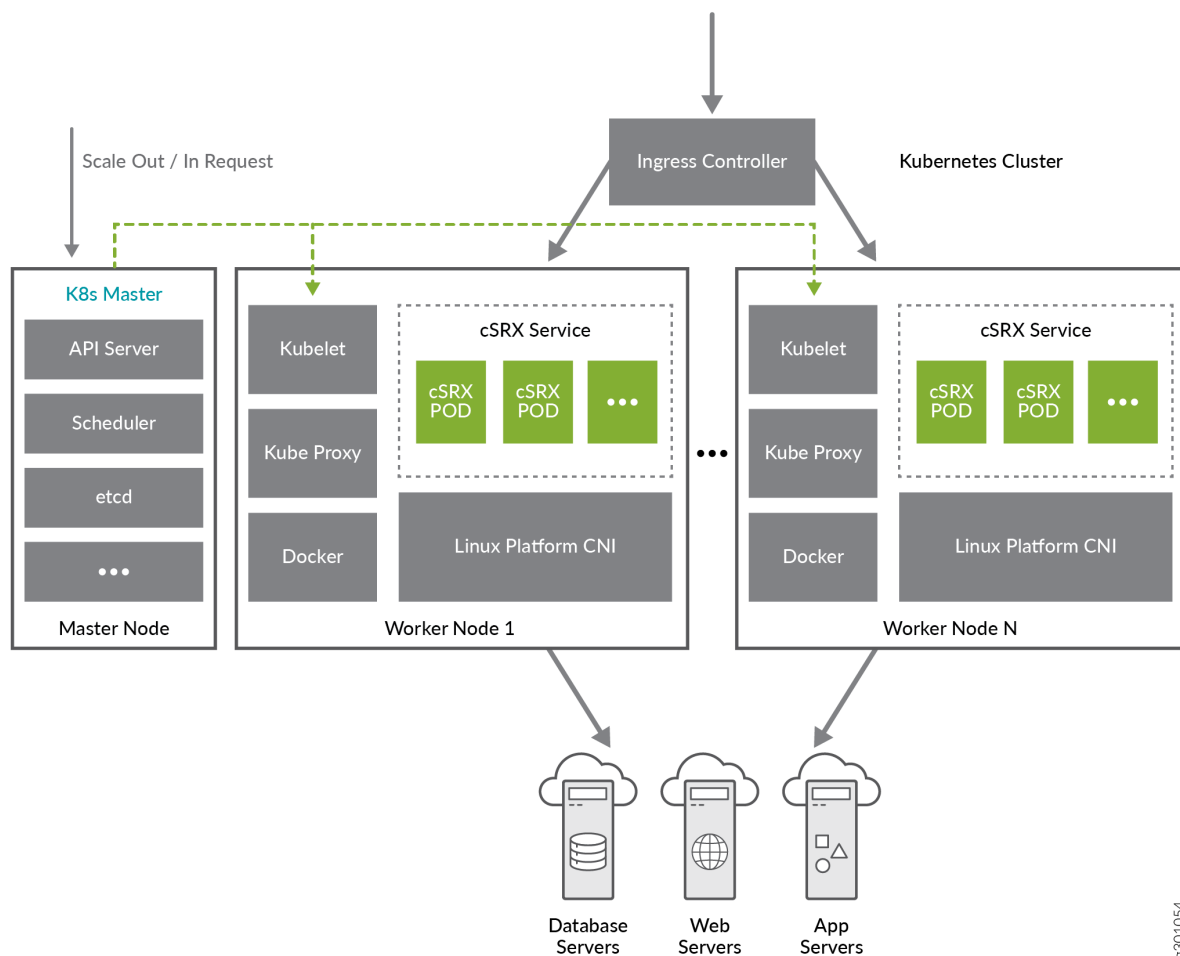 Scale Out / In Request
Ingress Controller
Kubernetes Cluster
K8s Master
API Server
Scheduler
etcd
•••
Master Node
Kubelet
Kube Proxy
Docker
cSRX Service
cSRX
POD
cSRX
POD
•••
Linux Platform CNI
Worker Node 1
•••
Kubelet
Kube Proxy
Docker
cSRX Service
cSRX
POD
cSRX
POD
•••
Linux Platform CNI
Worker Node N
Database
Servers
Web
Servers
App
Servers
g301054